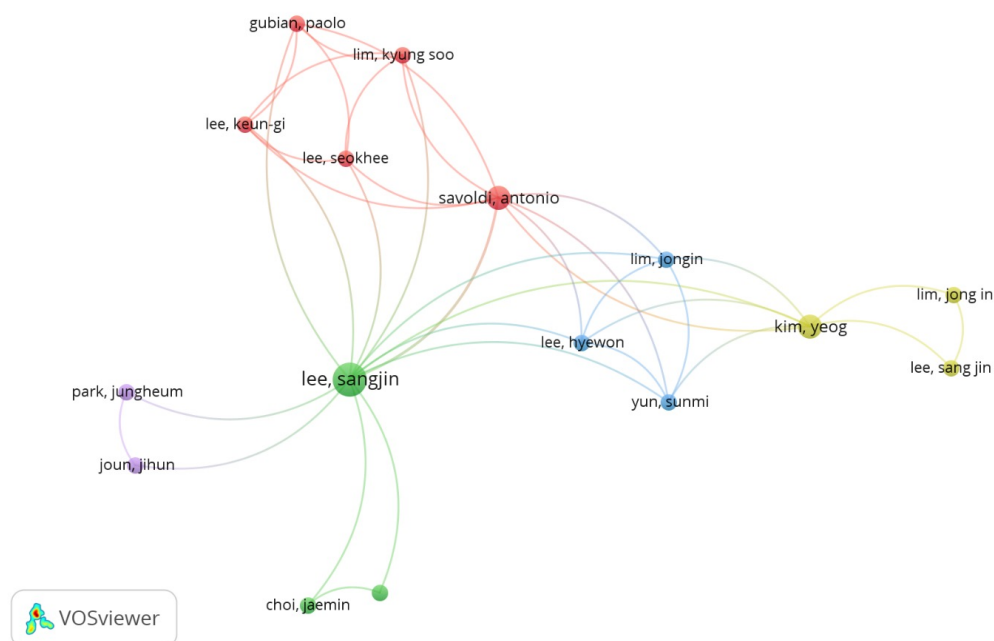 gubian, paolo
lim, kyung soo
lee, keun-gi
lee, seokhee
savoldi, antonio
lim, jongin
lim, jong in
kim, yeog
lee, hyewon
lee, sang jin
lee, sangjin
park, jungheum
yun, sunmi
joun, jihun
choi, jaemin
VOSviewer